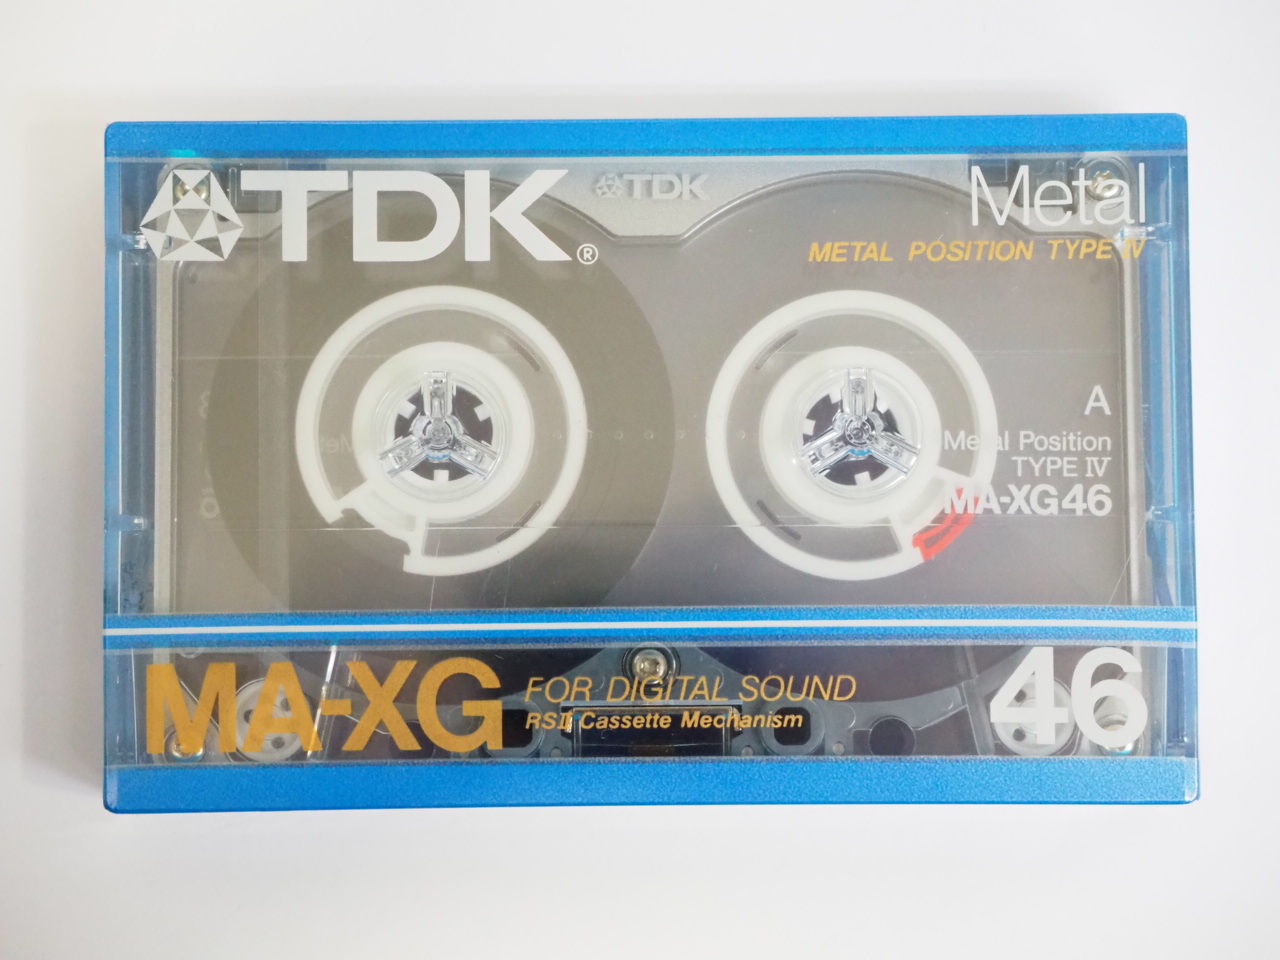 TDK®
TDK
Metal
METAL POSITION TYPE IV
A
Metal Position
TYPE IV
MA-XG46
MA-XG
FOR DIGITAL SOUND
RSII Cassette Mechanism
46